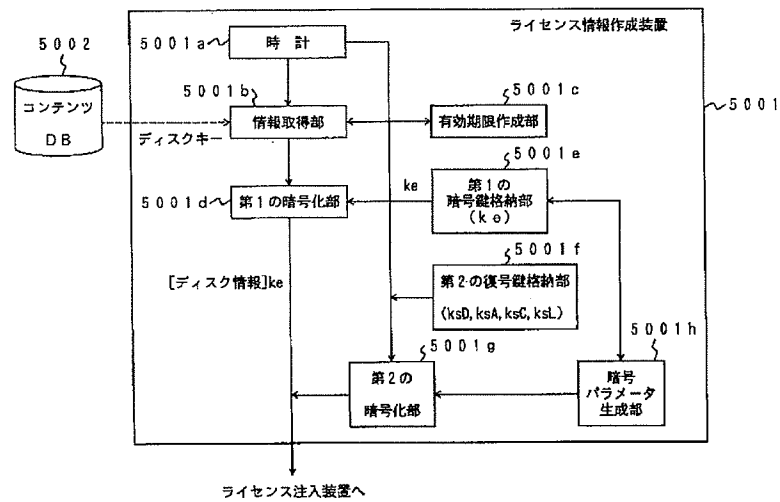 ライセンス情報作成装置
5002
5001a
時計
5001b
5001c
5001
コンテンツ
DB
ディスクキー
情報取得部
有効期限作成部
5001e
5001d
第1の暗号化部
ke
第1の
暗号鍵格納部
(ke)
5001f
[ディスク情報]ke
第2の復号鍵格納部
(ksD,ksA,ksC,ksL)
5001g
5001h
第2の
暗号化部
暗号
パラメータ
生成部
ライセンス注入装置へ